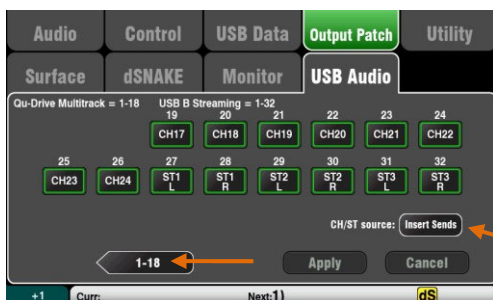 Audio Control USB Data Output Patch Utility
Surface dSNAKE Monitor USB Audio
Qu-Drive Multitrack = 1-18 USB B Streaming = 1-32
19 20 21 22 23 24
CH17 CH18 CH19 CH20 CH21 CH22
25 26 27 28 29 30 31 32
CH23 CH24 ST1 L ST1 R ST2 L ST2 R ST3 L ST3 R
CH/ST source: Insert Sends
1-18 Apply Cancel
+1 Curr: Next:1) dS